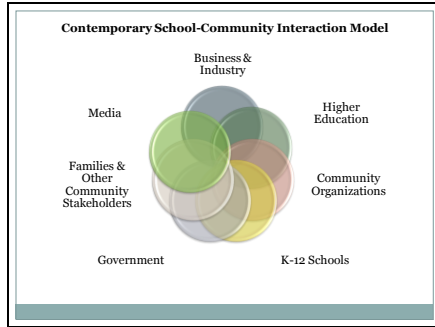 Contemporary School-Community Interaction Model
Business &
Industry
Media
Higher
Education
Families &
Other
Community
Stakeholders
Community
Organizations
Government
K-12 Schools